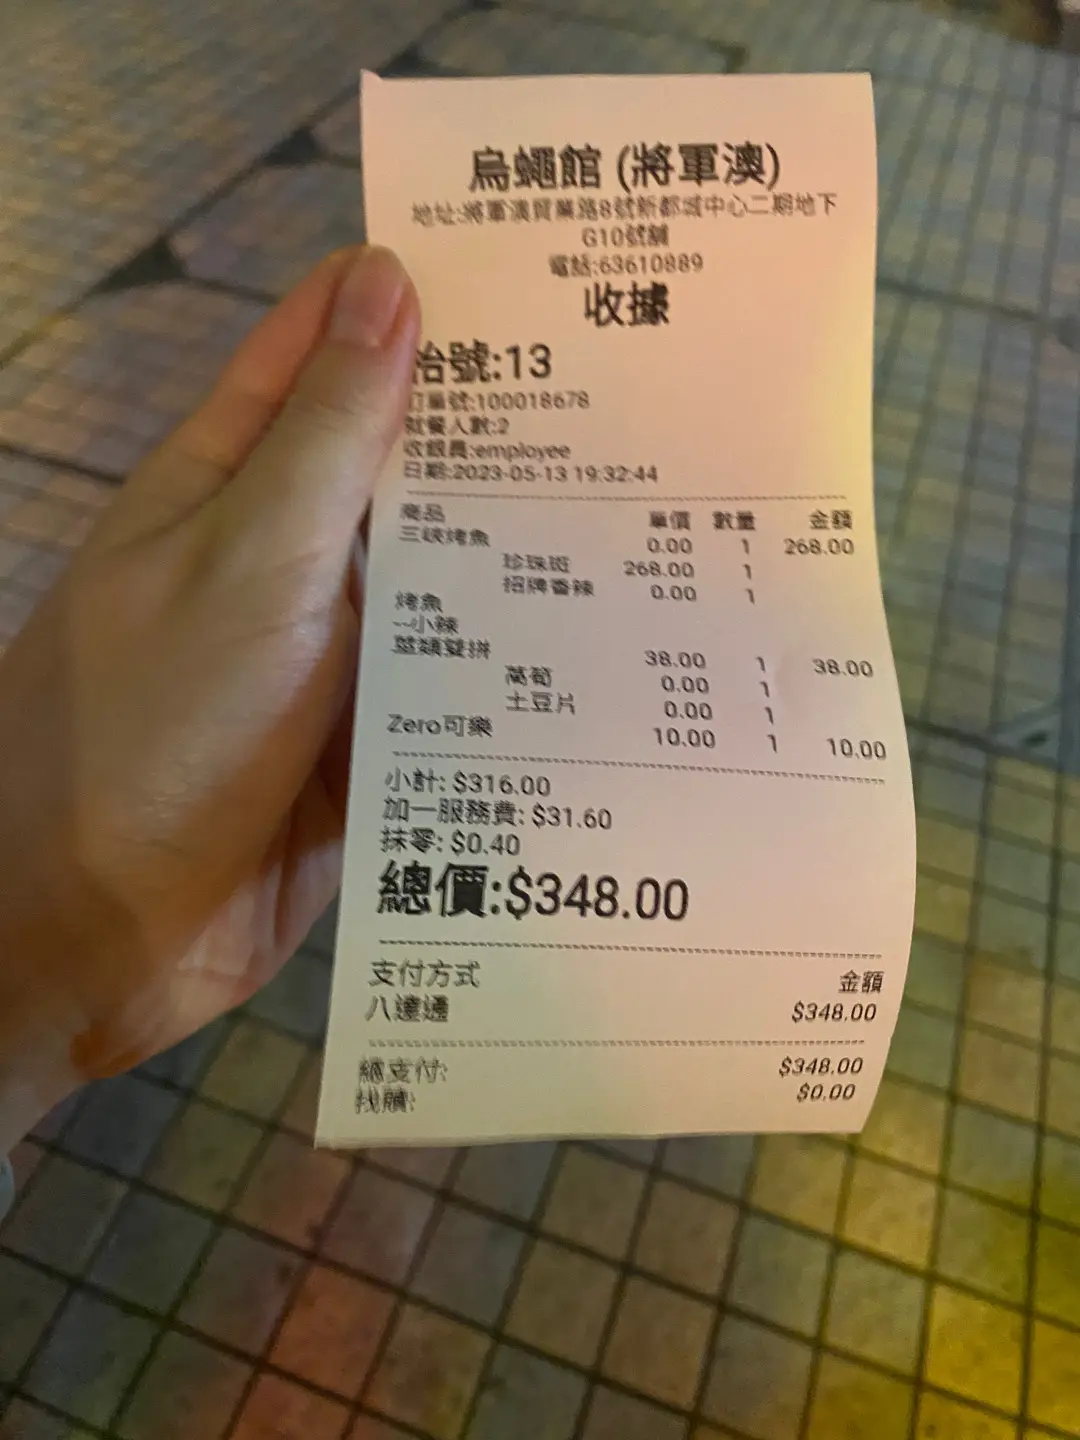 烏蠅館 (將軍澳)
地址:將軍澳貿業路8號新都城中心二期地下
G10號舖
電話:63610889
收據
枱號:13
訂單號:100018678
就餐人數:2
收銀員:employee
日期:2023-05-13 19:32:44
商品 單價 數量 金額
三峽烤魚 0.00 1 268.00
珍珠斑 268.00 1
招牌香辣 0.00 1
烤魚
--小辣
雙拼 38.00 1 38.00
萵筍 0.00 1
土豆片 0.00 1
Zero可樂 10.00 1 10.00
小計: $316.00
加一服務費: $31.60
抹零: $0.40
總價:$348.00
支付方式 金額
八達通 $348.00
總支付: $348.00
找贖: $0.00